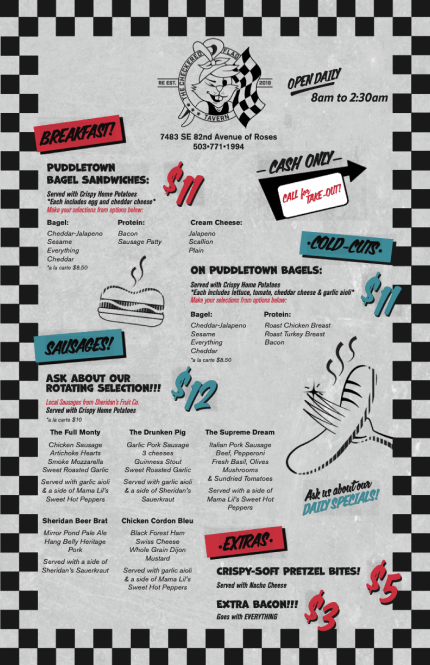 THE CHECKERED FLAG
RE EST. 2019
TAVERN
OPEN DAILY
8am to 2:30am
7483 SE 82nd Avenue of Roses
503•771•1994
BREAKFAST!
CASH ONLY
CALL for TAKE-OUT!
PUDDLETOWN
BAGEL SANDWICHES:
$11
Served with Crispy Home Potatoes
*Each includes egg and cheddar cheese*
Make your selections from options below:
Bagel:
Cheddar-Jalapeno
Sesame
Everything
Cheddar
*a la carte $8.50
Protein:
Bacon
Sausage Patty
Cream Cheese:
Jalapeno
Scallion
Plain
•COLD-CUTS•
ON PUDDLETOWN BAGELS:
$11
Served with Crispy Home Potatoes
*Each includes lettuce, tomato, cheddar cheese & garlic aioli*
Make your selections from options below:
Bagel:
Cheddar-Jalapeno
Sesame
Everything
Cheddar
*a la carte $8.50
Protein:
Roast Chicken Breast
Roast Turkey Breast
Bacon
SAUSAGES!
ASK ABOUT OUR
ROTATING SELECTION!!!
$12
Local Sausages from Sheridan's Fruit Co.
Served with Crispy Home Potatoes
*a la carte $10
The Full Monty
Chicken Sausage
Artichoke Hearts
Smoke Mozzarella
Sweet Roasted Garlic
Served with garlic aioli
& a side of Mama Lil's
Sweet Hot Peppers
The Drunken Pig
Garlic Pork Sausage
3 cheeses
Guinness Stout
Sweet Roasted Garlic
Served with garlic aioli
& a side of Sheridan's
Sauerkraut
The Supreme Dream
Italian Pork Sausage
Beef, Pepperoni
Fresh Basil, Olives
Mushrooms
& Sundried Tomatoes
Served with a side of
Mama Lil's Sweet Hot
Peppers
Ask us about our
DAILY SPECIALS!
Sheridan Beer Brat
Mirror Pond Pale Ale
Hang Belly Heritage
Pork
Served with a side of
Sheridan's Sauerkraut
Chicken Cordon Bleu
Black Forest Ham
Swiss Cheese
Whole Grain Dijon
Mustard
Served with garlic aioli
& a side of Mama Lil's
Sweet Hot Peppers
•EXTRAS•
CRISPY-SOFT PRETZEL BITES!
$5
Served with Nacho Cheese
EXTRA BACON!!!
$3
Goes with EVERYTHING